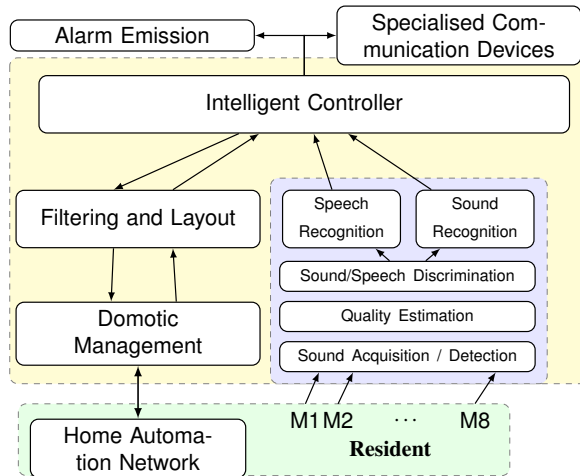 Alarm Emission
Specialised Com-
munication Devices
Intelligent Controller
Filtering and Layout
Speech
Recognition
Sound
Recognition
Sound/Speech Discrimination
Quality Estimation
Domotic
Management
Sound Acquisition / Detection
M1 M2 ... M8
Home Automa-
tion Network
Resident